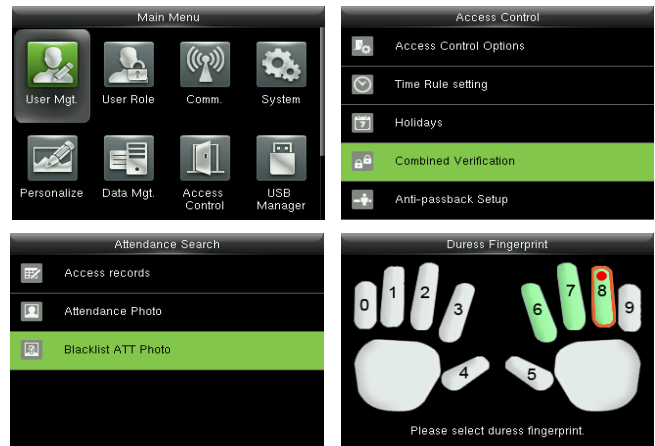 Main Menu
User Mgt.
User Role
Comm.
System
Personalize
Data Mgt.
Access
Control
USB
Manager
Access Control
Access Control Options
Time Rule setting
7
Holidays
Combined Verification
Anti-passback Setup
Attendance Search
Access records
Attendance Photo
?
Blacklist ATT Photo
Duress Fingerprint
0 1 2 3 6 7 8 9
4 5
Please select duress fingerprint.